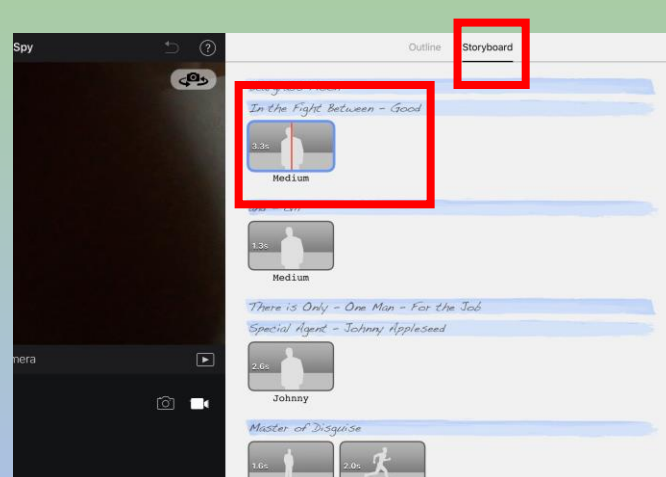 Spy
?
Outline Storyboard
In the Fight Between - Good
3.3s
Medium
1.3s
Medium
There is Only - One Man - For the Job
Special Agent - Johnny Appleseed
2.6s
Johnny
Master of Disguise
1.6s 2.0s